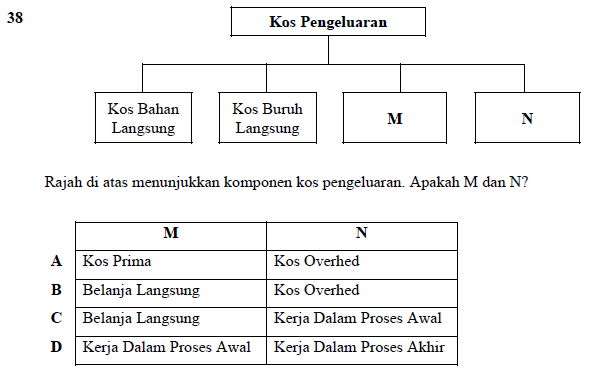 38
Kos Pengeluaran
Kos Bahan
Langsung
Kos Buruh
Langsung
M
N
Rajah di atas menunjukkan komponen kos pengeluaran. Apakah M dan N?
M N
A Kos Prima Kos Overhed
B Belanja Langsung Kos Overhed
C Belanja Langsung Kerja Dalam Proses Awal
D Kerja Dalam Proses Awal Kerja Dalam Proses Akhir